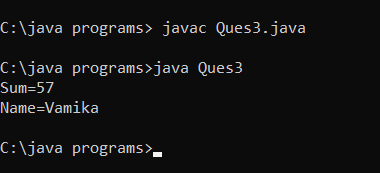 C:\java programs> javac Ques3.java
C:\java programs>java Ques3
Sum=57
Name=Vamika
C:\java programs>